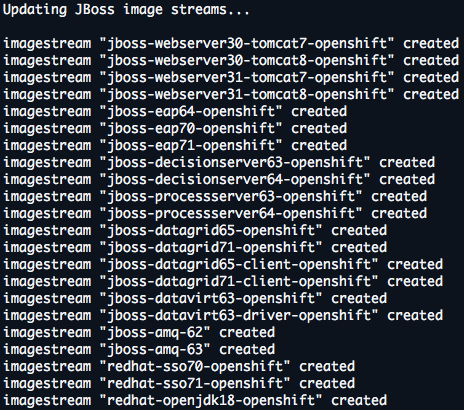 Updating JBoss image streams...
imagestream "jboss-webserver30-tomcat7-openshift" created
imagestream "jboss-webserver30-tomcat8-openshift" created
imagestream "jboss-webserver31-tomcat7-openshift" created
imagestream "jboss-webserver31-tomcat8-openshift" created
imagestream "jboss-eap64-openshift" created
imagestream "jboss-eap70-openshift" created
imagestream "jboss-eap71-openshift" created
imagestream "jboss-decisionserver63-openshift" created
imagestream "jboss-decisionserver64-openshift" created
imagestream "jboss-processserver63-openshift" created
imagestream "jboss-processserver64-openshift" created
imagestream "jboss-datagrid65-openshift" created
imagestream "jboss-datagrid71-openshift" created
imagestream "jboss-datagrid65-client-openshift" created
imagestream "jboss-datagrid71-client-openshift" created
imagestream "jboss-datavirt63-openshift" created
imagestream "jboss-datavirt63-driver-openshift" created
imagestream "jboss-amq-62" created
imagestream "jboss-amq-63" created
imagestream "redhat-sso70-openshift" created
imagestream "redhat-sso71-openshift" created
imagestream "redhat-openjdk18-openshift" created